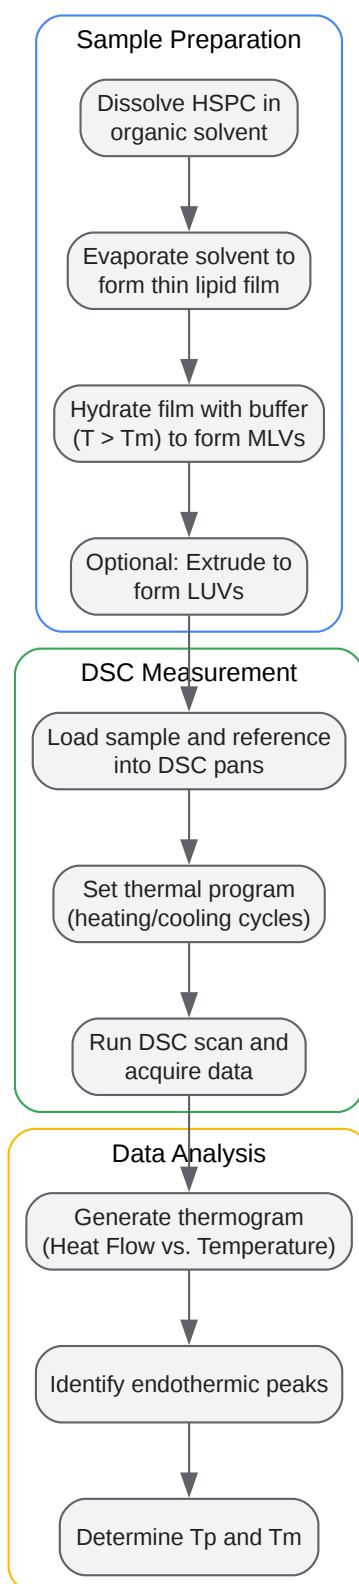 Sample Preparation
Dissolve HSPC in
organic solvent
Evaporate solvent to
form thin lipid film
Hydrate film with buffer
(T > Tm) to form MLVs
Optional: Extrude to
form LUVs
DSC Measurement
Load sample and reference
into DSC pans
Set thermal program
(heating/cooling cycles)
Run DSC scan and
acquire data
Data Analysis
Generate thermogram
(Heat Flow vs. Temperature)
Identify endothermic peaks
Determine Tp and Tm